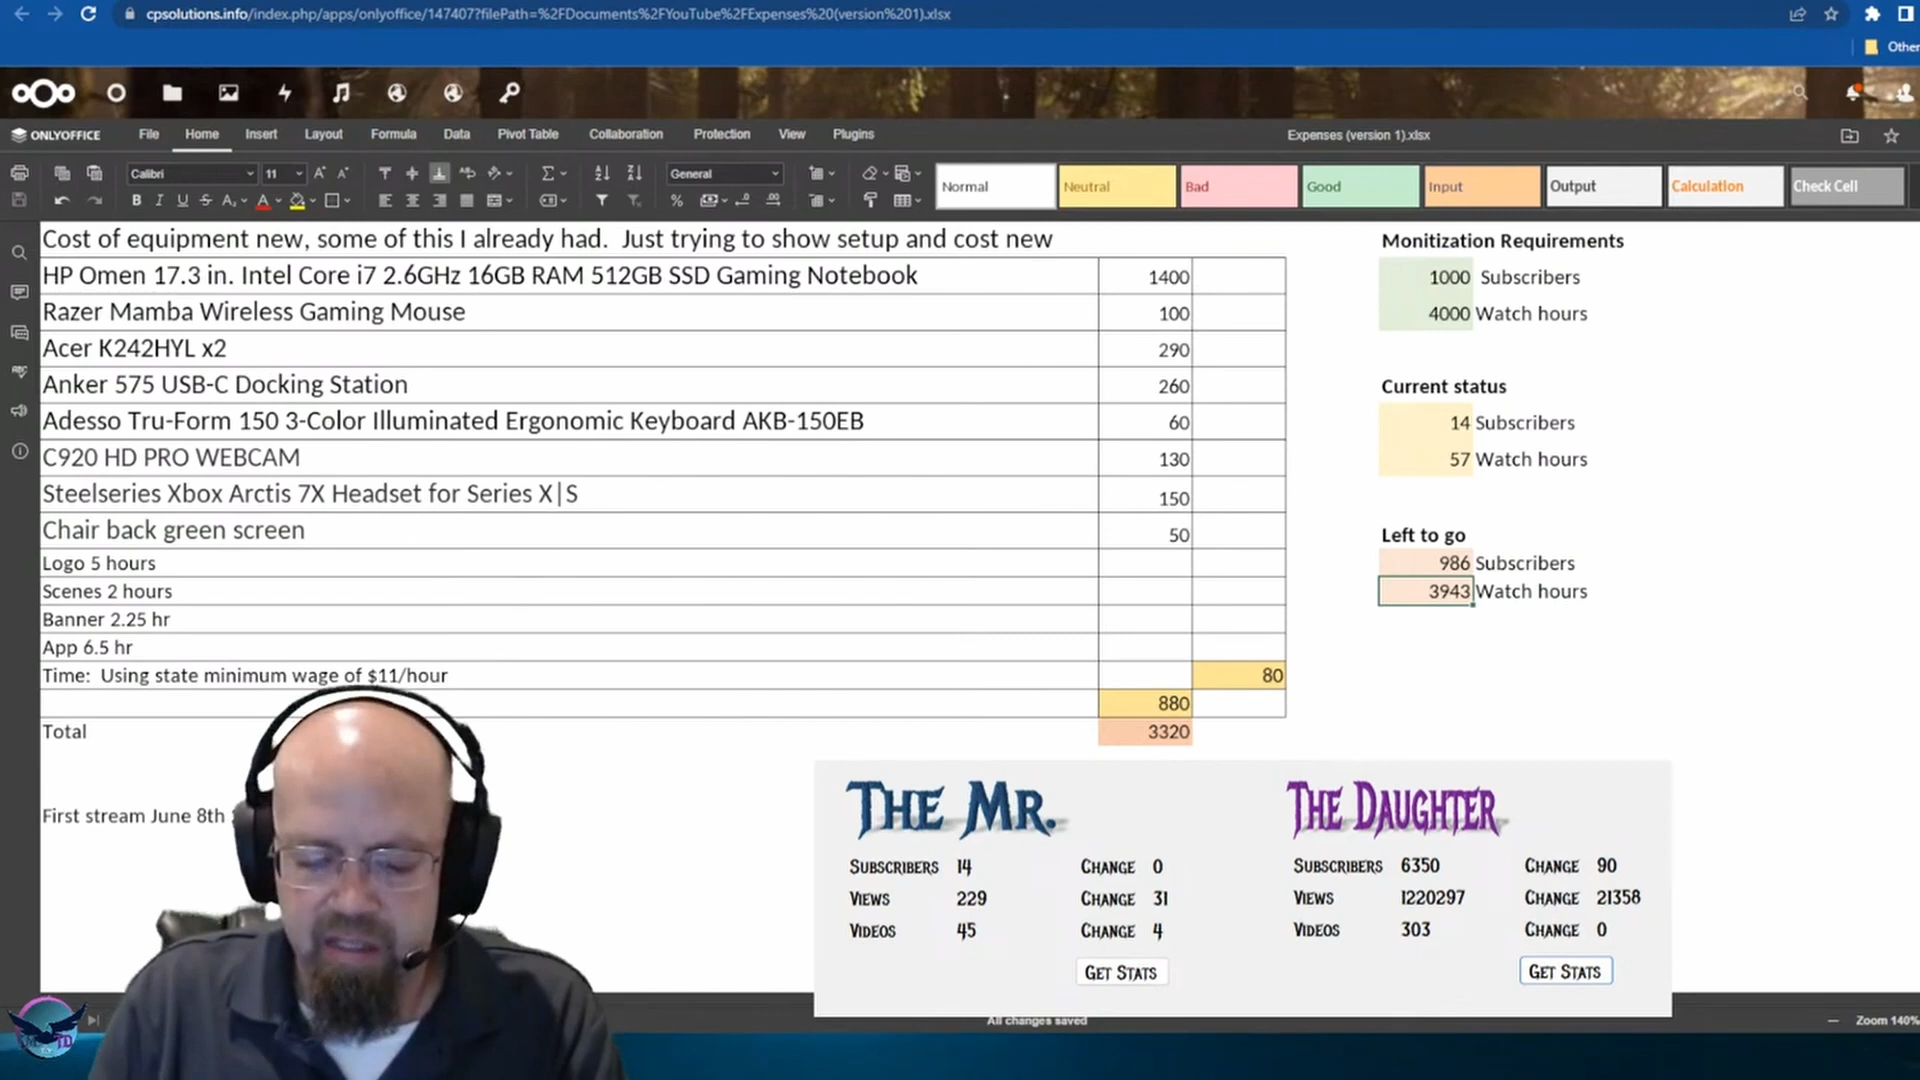 cpsolutions.info/index.php/apps/onlyoffice/147407?filePath=%2FDocuments%2FYouTube%2FExpenses%20(version%201).xlsx
Other
ONLYOFFICE File Home Insert Layout Formula Data Pivot Table Collaboration Protection View Plugins Expenses (version 1).xlsx
Calibri 11 General Normal Neutral Bad Good Input Output Calculation Check Cell
Cost of equipment new, some of this I already had. Just trying to show setup and cost new
HP Omen 17.3 in. Intel Core i7 2.6GHz 16GB RAM 512GB SSD Gaming Notebook 1400
Razer Mamba Wireless Gaming Mouse 100
Acer K242HYL x2 290
Anker 575 USB-C Docking Station 260
Adesso Tru-Form 150 3-Color Illuminated Ergonomic Keyboard AKB-150EB 60
C920 HD PRO WEBCAM 130
Steelseries Xbox Arctis 7X Headset for Series X|S 150
Chair back green screen 50
Logo 5 hours
Scenes 2 hours
Banner 2.25 hr
App 6.5 hr
Time: Using state minimum wage of $11/hour 80
880
Total 3320
First stream June 8th
Monitization Requirements
1000 Subscribers
4000 Watch hours
Current status
14 Subscribers
57 Watch hours
Left to go
986 Subscribers
3943 Watch hours
The Mr.
Subscribers 14 Change 0
Views 229 Change 31
Videos 45 Change 4
Get Stats
The Daughter
Subscribers 6350 Change 90
Views 1220297 Change 21358
Videos 303 Change 0
Get Stats
All changes saved
Zoom 140%